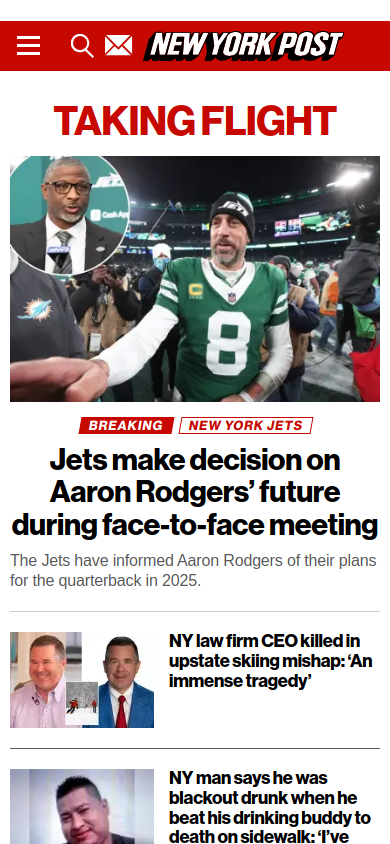 NEW YORK POST
TAKING FLIGHT
JETS
Cash App
8
BREAKING
NEW YORK JETS
Jets make decision on
Aaron Rodgers’ future
during face-to-face meeting
The Jets have informed Aaron Rodgers of their plans
for the quarterback in 2025.
NY law firm CEO killed in
upstate skiing mishap: ‘An
immense tragedy’
NY man says he was
blackout drunk when he
beat his drinking buddy to
death on sidewalk: ‘I’ve